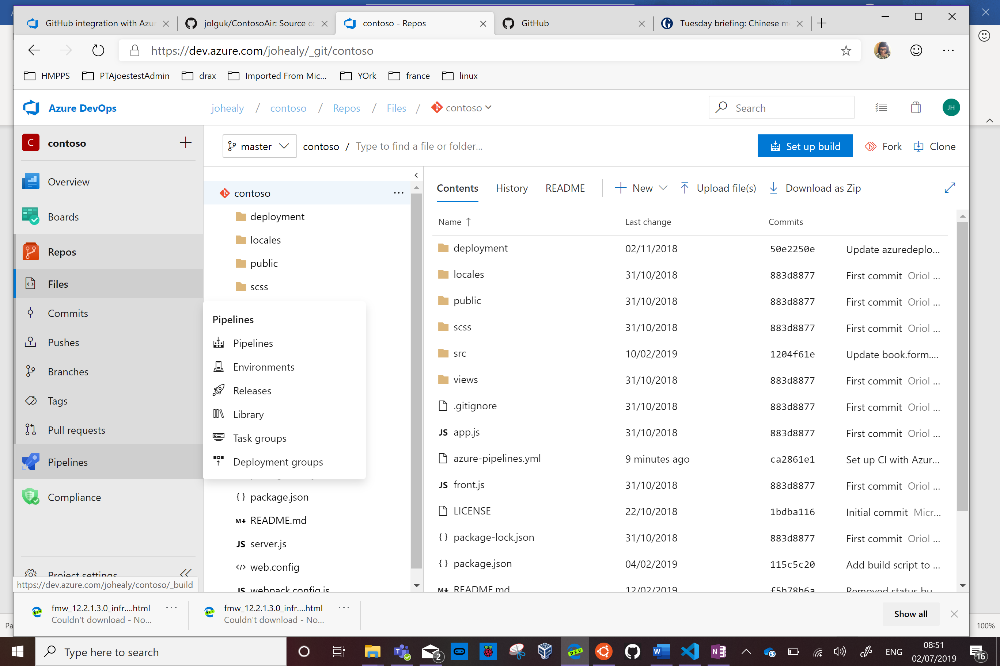 GitHub integration with Azur
jolguk/ContosoAir: Source co
contoso - Repos
GitHub
Tuesday briefing: Chinese m
https://dev.azure.com/johealy/_git/contoso
HMPPS
PTAjoestestAdmin
drax
Imported From Mic...
YOrk
france
linux
Azure DevOps
johealy / contoso / Repos / Files / contoso
Search
JH
C
contoso
master
contoso / Type to find a file or folder...
Set up build
Fork
Clone
Overview
Boards
Repos
Files
Commits
Pushes
Branches
Tags
Pull requests
Pipelines
Compliance
Project settings
https://dev.azure.com/johealy/contoso/_build
contoso
deployment
locales
public
scss
Pipelines
Pipelines
Environments
Releases
Library
Task groups
Deployment groups
{ } package.json
M↓ README.md
JS server.js
</> web.config
JS webpack.config.js
Contents
History
README
New
Upload file(s)
Download as Zip
Name ↑ Last change Commits
deployment 02/11/2018 50e2250e Update azuredeplo...
locales 31/10/2018 883d8877 First commit Oriol ...
public 31/10/2018 883d8877 First commit Oriol ...
scss 31/10/2018 883d8877 First commit Oriol ...
src 10/02/2019 1204f61e Update book.form....
views 31/10/2018 883d8877 First commit Oriol ...
.gitignore 31/10/2018 883d8877 First commit Oriol ...
JS app.js 31/10/2018 883d8877 First commit Oriol ...
azure-pipelines.yml 9 minutes ago ca2861e1 Set up CI with Azur...
JS front.js 31/10/2018 883d8877 First commit Oriol ...
LICENSE 22/10/2018 1bdba116 Initial commit Micr...
{ } package-lock.json 31/10/2018 883d8877 First commit Oriol ...
{ } package.json 04/02/2019 115c5c20 Add build script to ...
M↓ README.md 12/02/2019 f5b78b6a Removed status bu
fmw_12.2.1.3.0_infr....html
Couldn't download - No...
fmw_12.2.1.3.0_infr....html
Couldn't download - No...
Show all
Pa
100%
Type here to search
2
DEV
ENG
08:51
02/07/2019
16